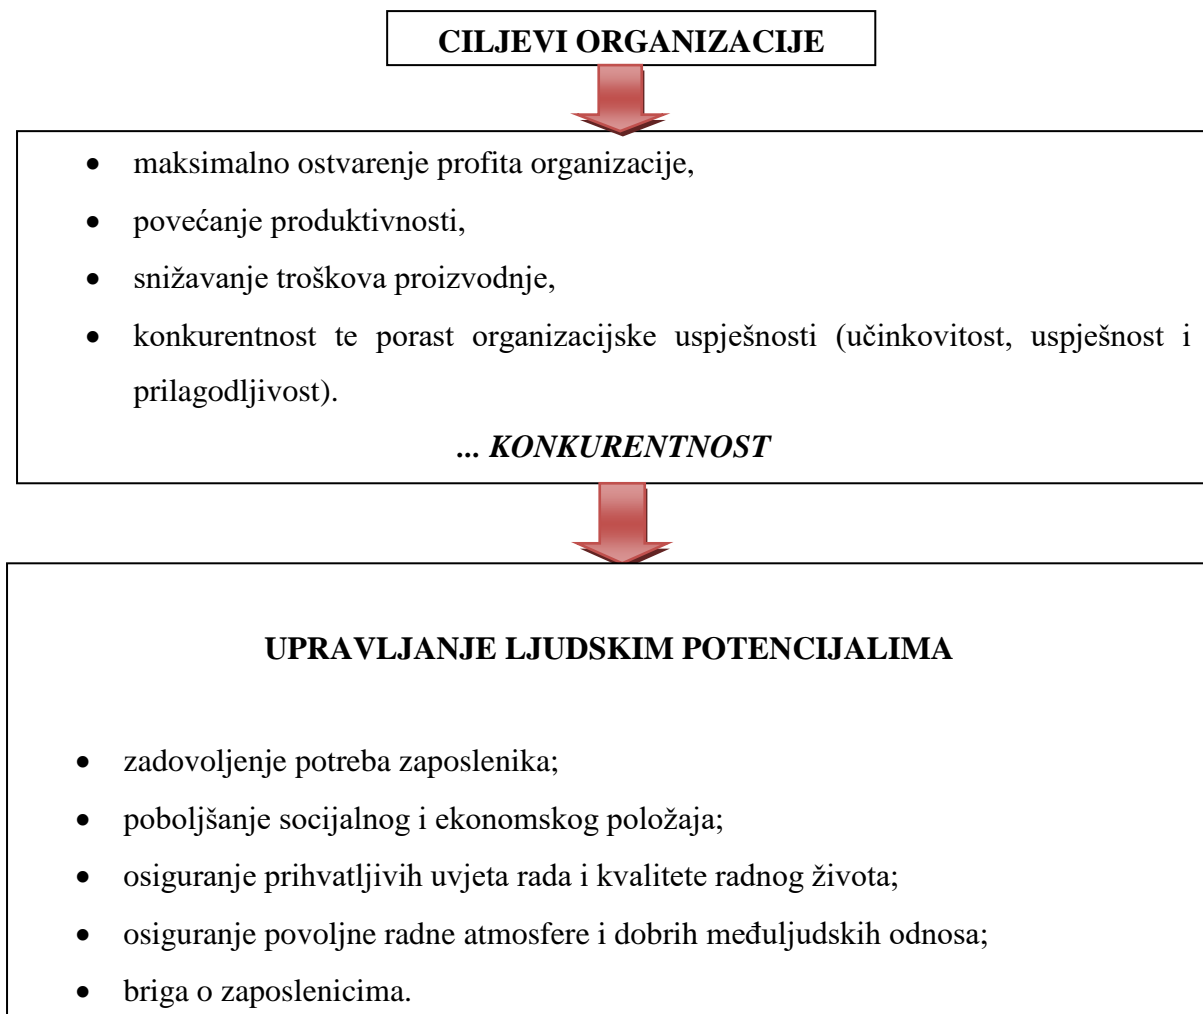 CILJEVI ORGANIZACIJE
• maksimalno ostvarenje profita organizacije,
• povećanje produktivnosti,
• snižavanje troškova proizvodnje,
• konkurentnost te porast organizacijske uspješnosti (učinkovitost, uspješnost i
prilagodljivost).
... KONKURENTNOST
UPRAVLJANJE LJUDSKIM POTENCIJALIMA
• zadovoljenje potreba zaposlenika;
• poboljšanje socijalnog i ekonomskog položaja;
• osiguranje prihvatljivih uvjeta rada i kvalitete radnog života;
• osiguranje povoljne radne atmosfere i dobrih međuljudskih odnosa;
• briga o zaposlenicima.